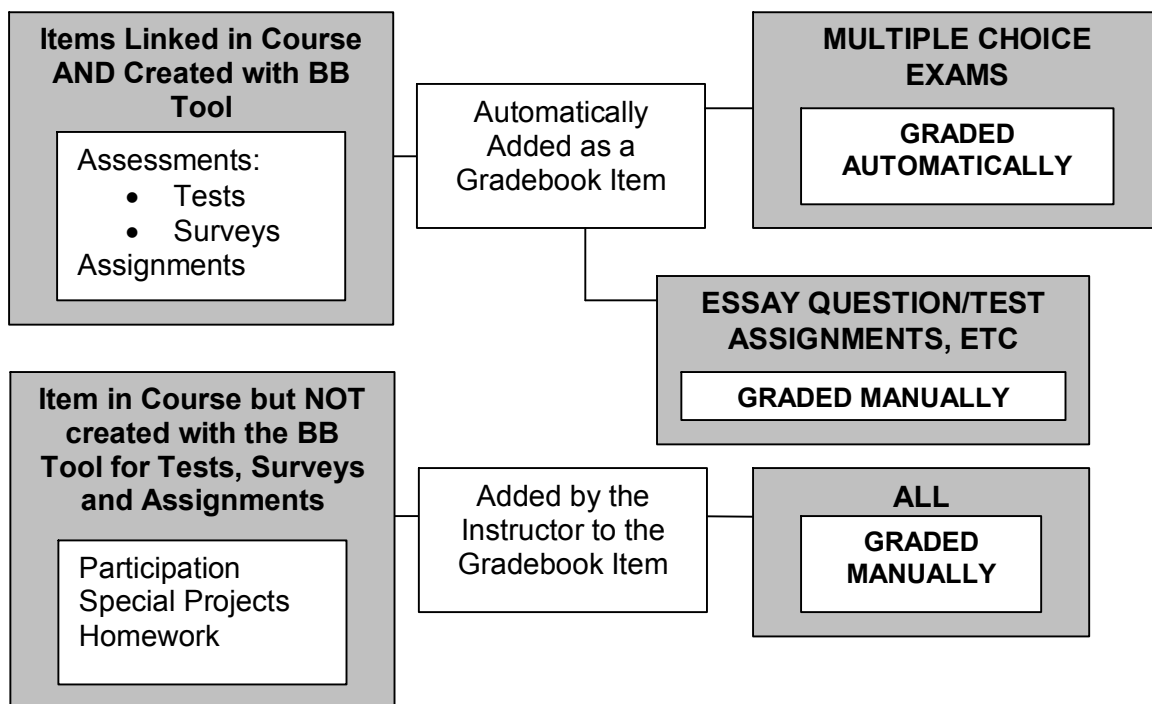 Items Linked in Course
AND Created with BB
Tool
Assessments:
• Tests
• Surveys
Assignments
Automatically
Added as a
Gradebook Item
MULTIPLE CHOICE
EXAMS
GRADED
AUTOMATICALLY
ESSAY QUESTION/TEST
ASSIGNMENTS, ETC
GRADED MANUALLY
Item in Course but NOT
created with the BB
Tool for Tests, Surveys
and Assignments
Participation
Special Projects
Homework
Added by the
Instructor to the
Gradebook Item
ALL
GRADED
MANUALLY